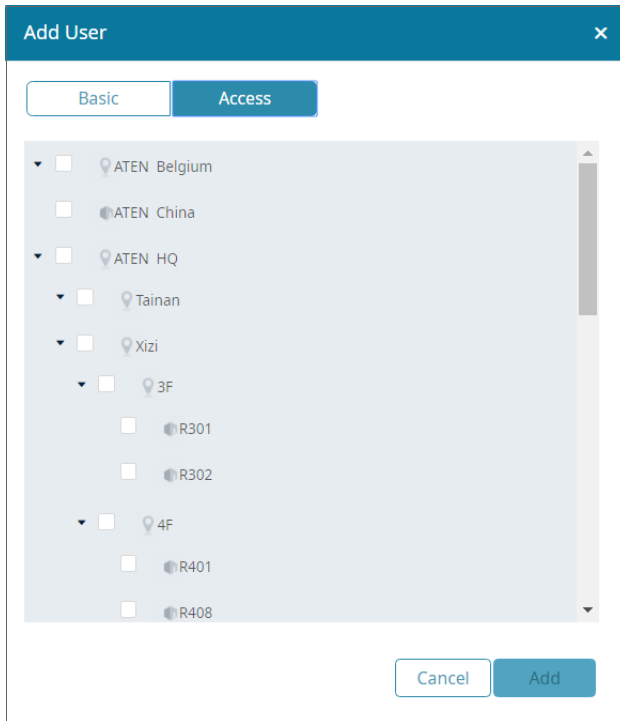 Add User
Basic Access
ATEN Belgium
ATEN China
ATEN HQ
Tainan
Xizi
3F
R301
R302
4F
R401
R408
Cancel Add